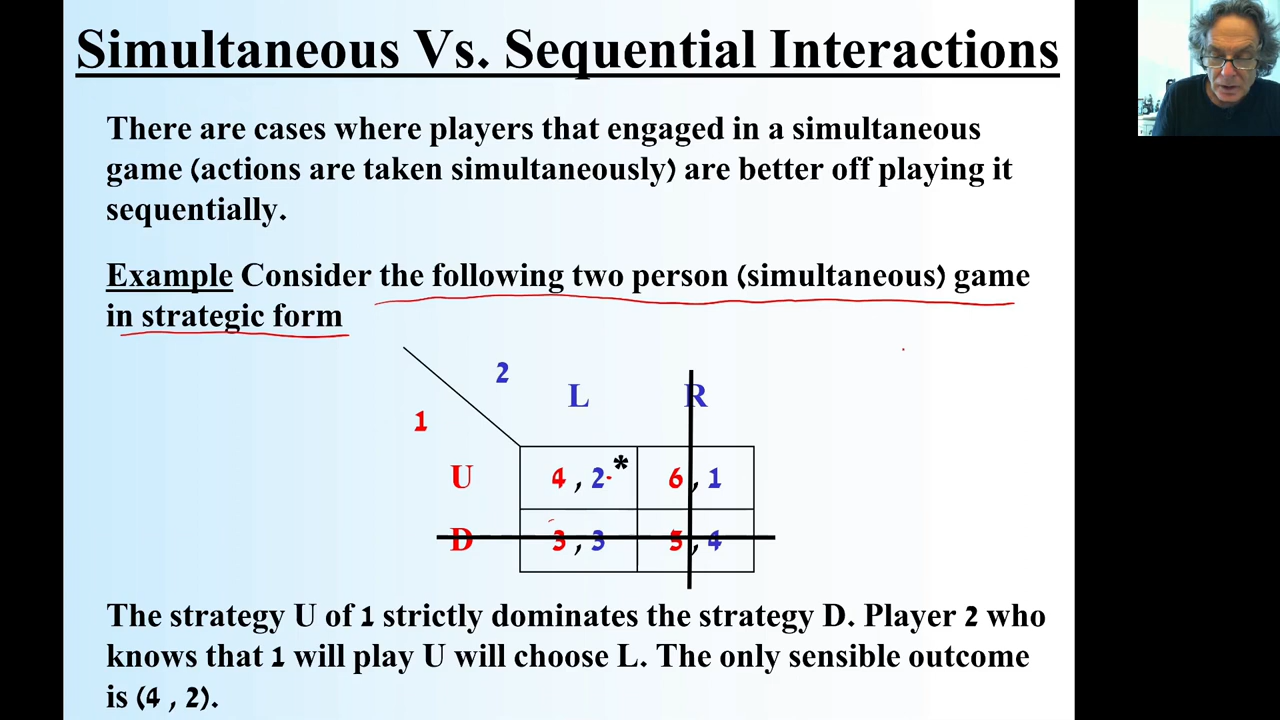 Simultaneous Vs. Sequential Interactions
There are cases where players that engaged in a simultaneous
game (actions are taken simultaneously) are better off playing it
sequentially.
Example Consider the following two person (simultaneous) game
in strategic form
2
L R
1
U 4 , 2 * 6 , 1
D 3 , 3 5 , 4
The strategy U of 1 strictly dominates the strategy D. Player 2 who
knows that 1 will play U will choose L. The only sensible outcome
is (4 , 2).